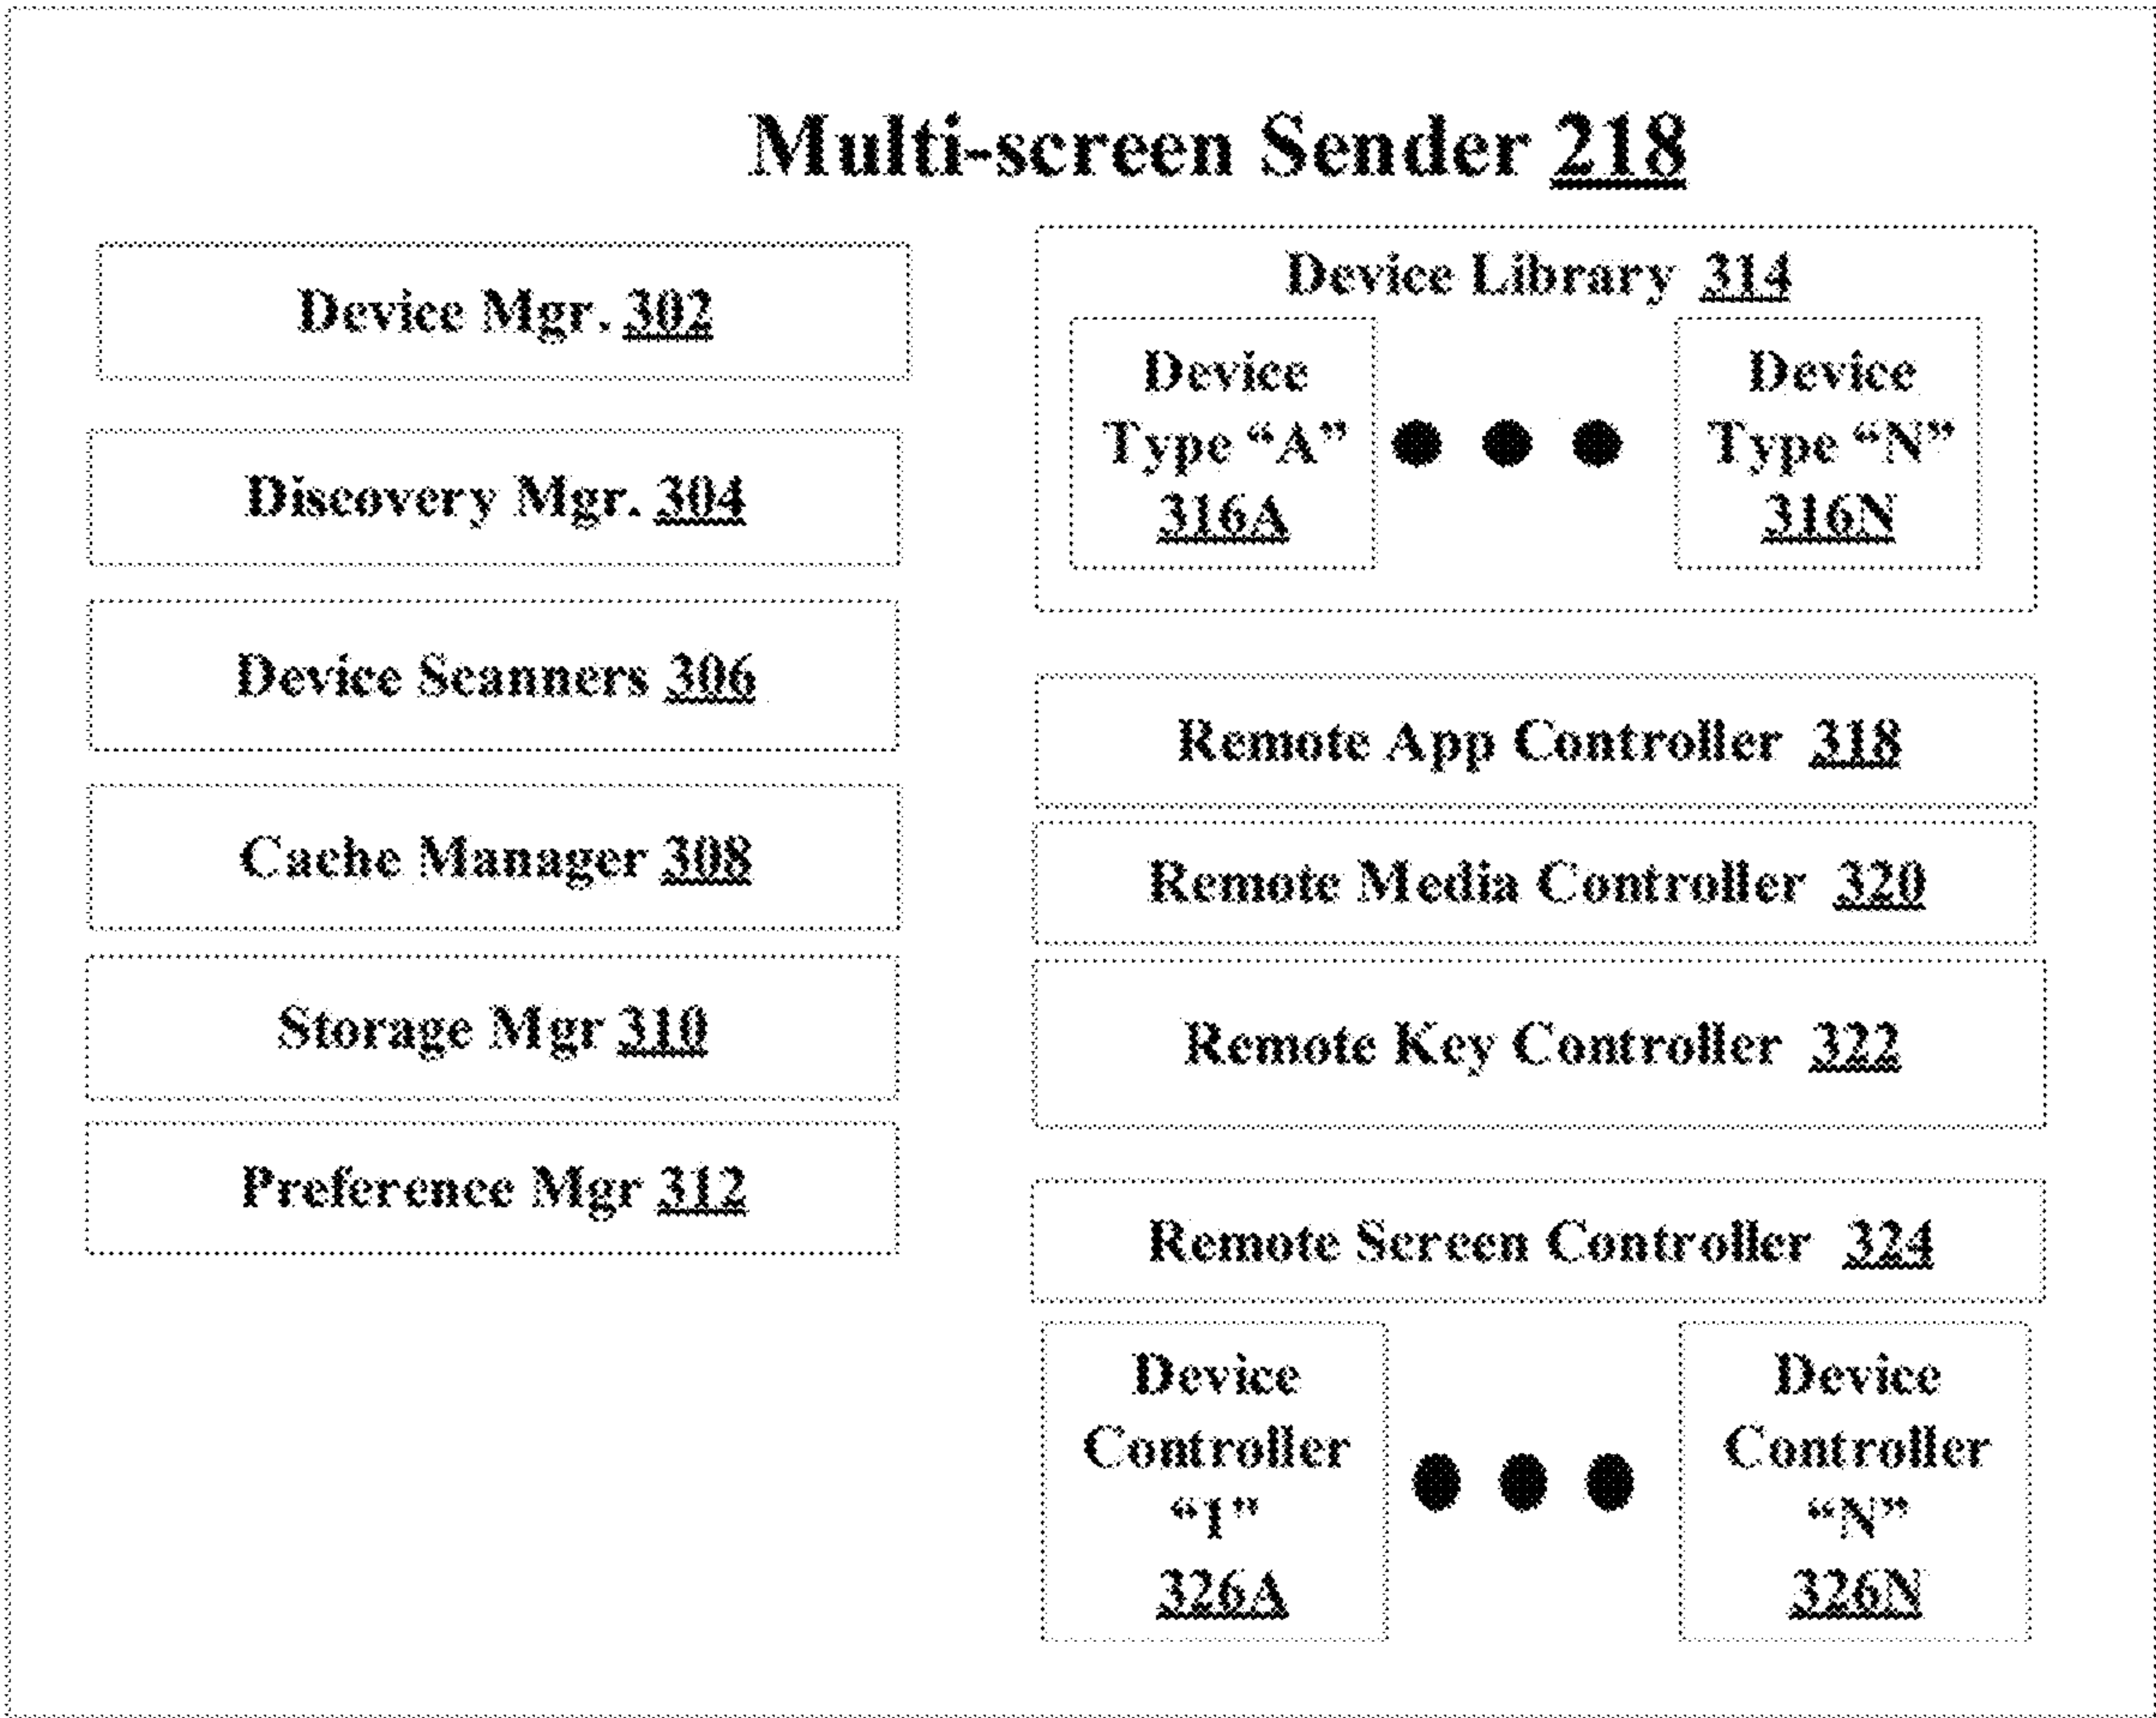 Multi-screen Sender 218
Device Mgr. 302
Discovery Mgr. 304
Device Scanners 306
Cache Manager 308
Storage Mgr 310
Preference Mgr 312
Device Library 314
Device
Type “A”
316A
Device
Type “N”
316N
Remote App Controller 318
Remote Media Controller 320
Remote Key Controller 322
Remote Screen Controller 324
Device
Controller
“1”
326A
Device
Controller
“N”
326N